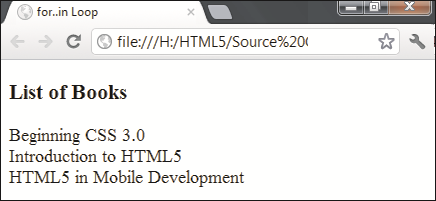 for..in Loop
file:///H:/HTML5/Source%20
List of Books
Beginning CSS 3.0
Introduction to HTML5
HTML5 in Mobile Development